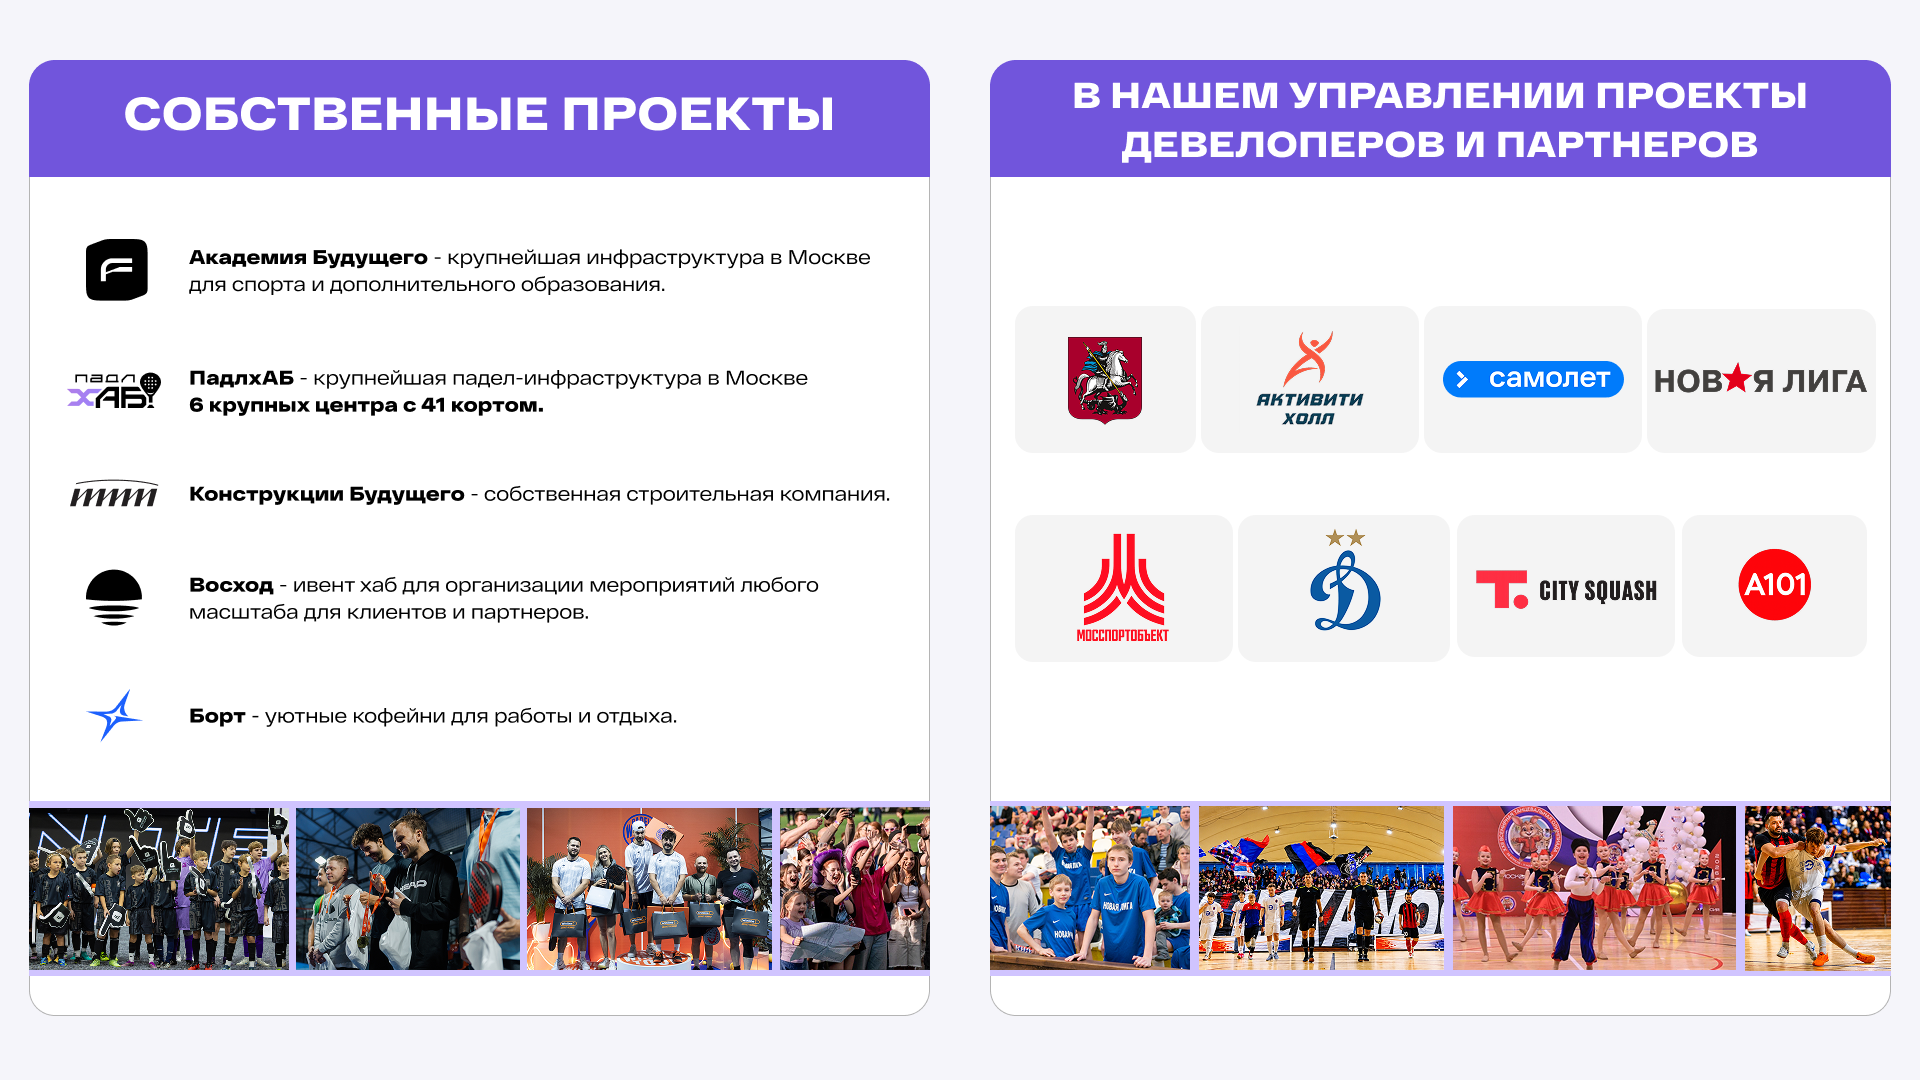 СОБСТВЕННЫЕ ПРОЕКТЫ
Академия Будущего - крупнейшая инфраструктура в Москве
для спорта и дополнительного образования.
падл
хАБ!
ПадлхАБ - крупнейшая падел-инфраструктура в Москве
6 крупных центра с 41 кортом.
Конструкции Будущего - собственная строительная компания.
Восход - ивент хаб для организации мероприятий любого
масштаба для клиентов и партнеров.
Борт - уютные кофейни для работы и отдыха.
В НАШЕМ УПРАВЛЕНИИ ПРОЕКТЫ
ДЕВЕЛОПЕРОВ И ПАРТНЕРОВ
АКТИВИТИ
ХОЛЛ
самолет
НОВАЯ ЛИГА
МОССПОРТОБЪЕКТ
Д
Т. CITY SQUASH
А101
HEAD
НОВАЯ ЛИГА